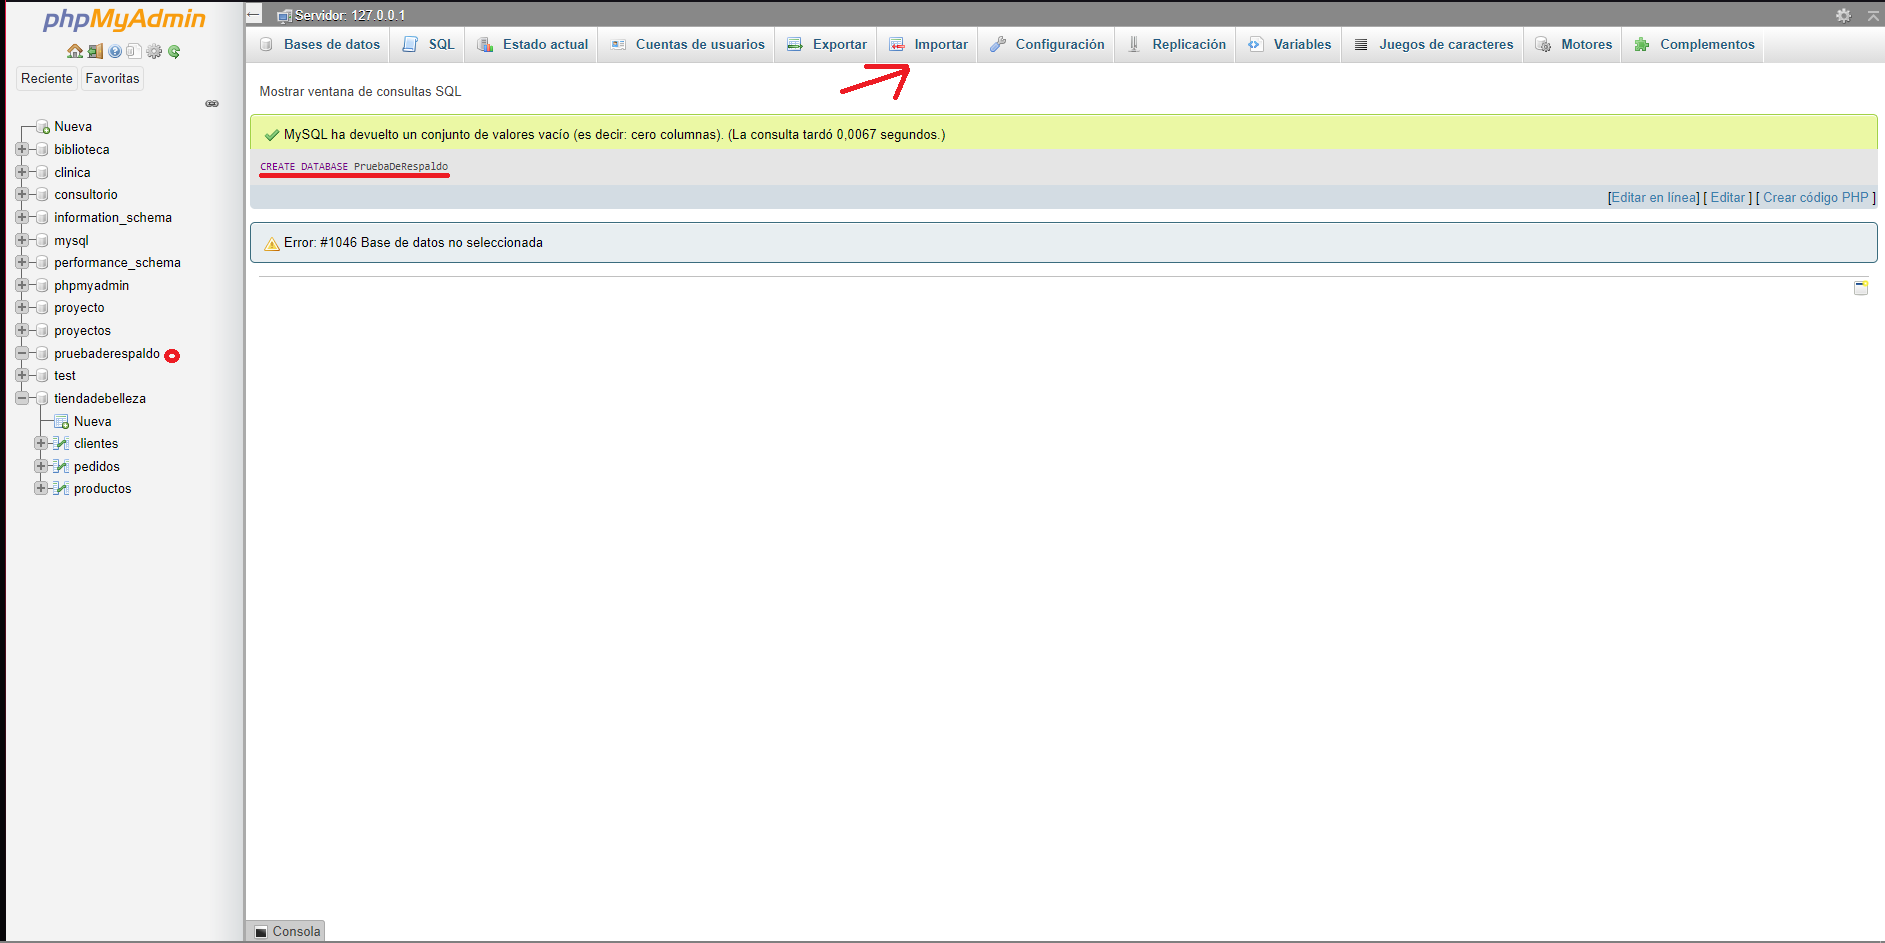 phpMyAdmin
Reciente Favoritas
Nueva
biblioteca
clinica
consultorio
information_schema
mysql
performance_schema
phpmyadmin
proyecto
proyectos
pruebaderespaldo
test
tiendadebelleza
Nueva
clientes
pedidos
productos
Servidor: 127.0.0.1
Bases de datos SQL Estado actual Cuentas de usuarios Exportar Importar Configuración Replicación Variables Juegos de caracteres Motores Complementos
Mostrar ventana de consultas SQL
MySQL ha devuelto un conjunto de valores vacío (es decir: cero columnas). (La consulta tardó 0,0067 segundos.)
CREATE DATABASE PruebaDeRespaldo
[Editar en línea] [ Editar ] [ Crear código PHP ]
Error: #1046 Base de datos no seleccionada
Consola